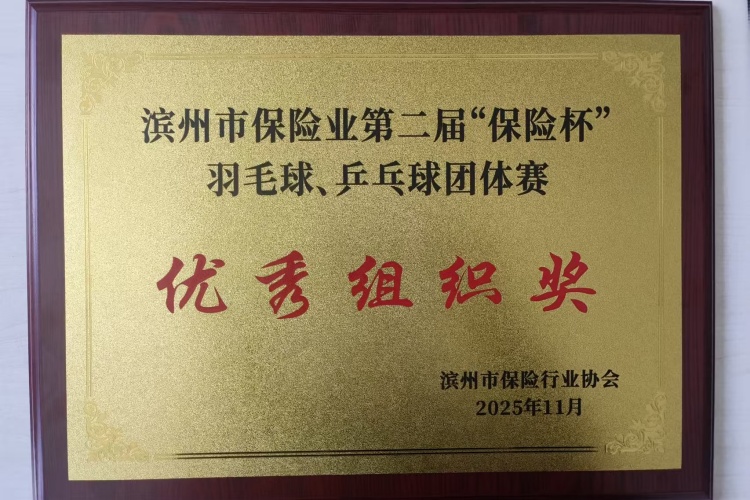 滨州市保险业第二届“保险杯”
羽毛球、乒乓球团体赛
优秀组织奖
滨州市保险行业协会
2025年11月